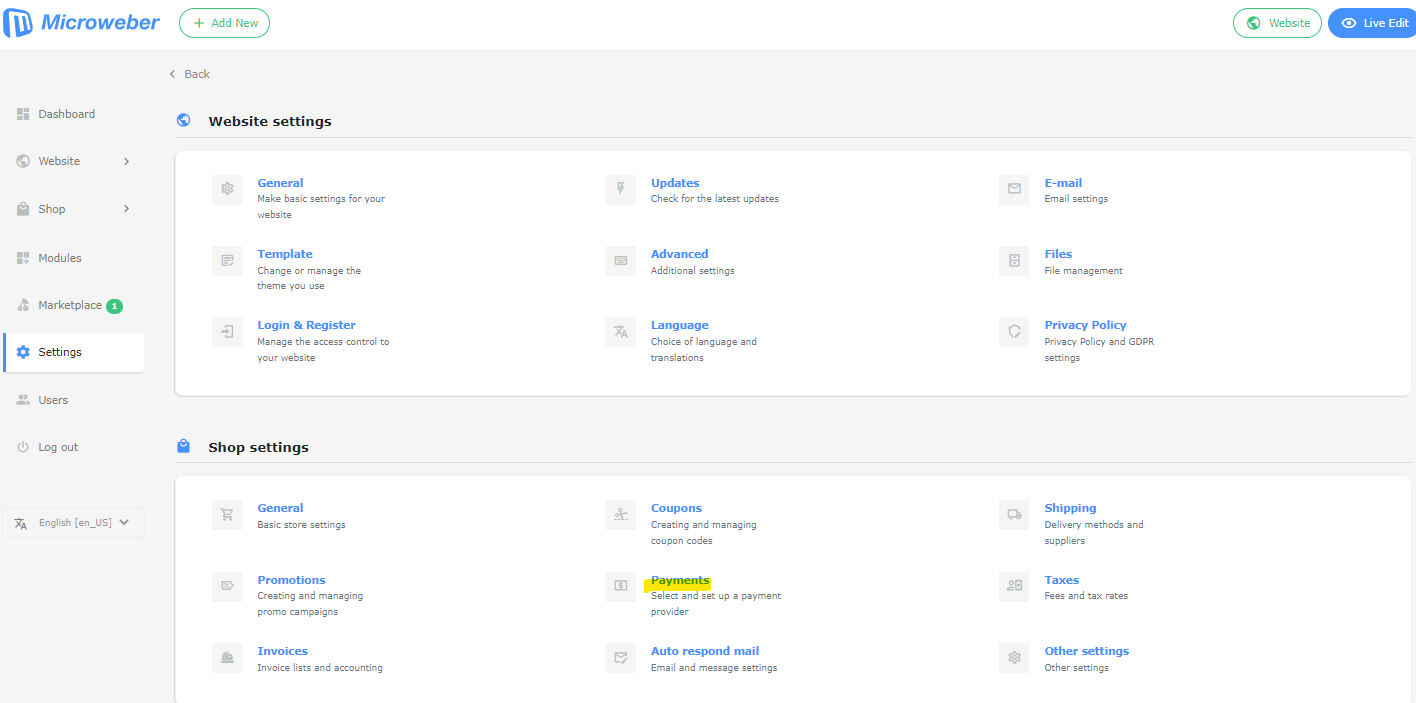 Microweber
+ Add New
Website
Live Edit
Back
Dashboard
Website
Shop
Modules
Marketplace 1
Settings
Users
Log out
English [en_US]
Website settings
General
Make basic settings for your
website
Updates
Check for the latest updates
E-mail
Email settings
Template
Change or manage the
theme you use
Advanced
Additional settings
Files
File management
Login & Register
Manage the access control to
your website
Language
Choice of language and
translations
Privacy Policy
Privacy Policy and GDPR
settings
Shop settings
General
Basic store settings
Coupons
Creating and managing
coupon codes
Shipping
Delivery methods and
suppliers
Promotions
Creating and managing
promo campaigns
Payments
Select and set up a payment
provider
Taxes
Fees and tax rates
Invoices
Invoice lists and accounting
Auto respond mail
Email and message settings
Other settings
Other settings